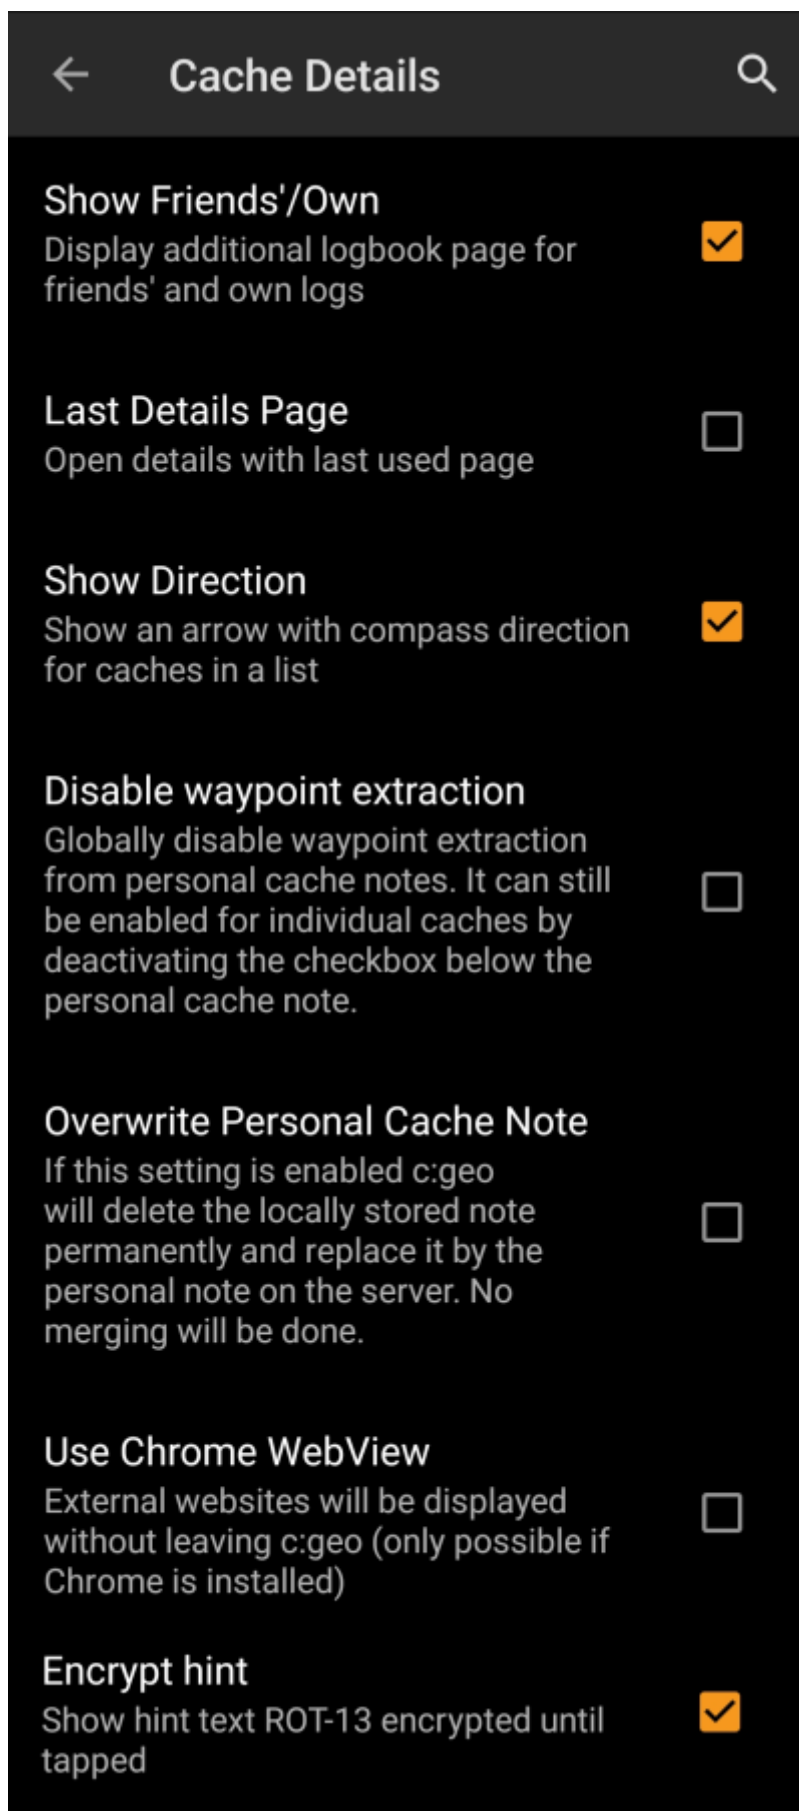 Cache Details
Show Friends'/Own
Display additional logbook page for
friends' and own logs
Last Details Page
Open details with last used page
Show Direction
Show an arrow with compass direction
for caches in a list
Disable waypoint extraction
Globally disable waypoint extraction
from personal cache notes. It can still
be enabled for individual caches by
deactivating the checkbox below the
personal cache note.
Overwrite Personal Cache Note
If this setting is enabled c:geo
will delete the locally stored note
permanently and replace it by the
personal note on the server. No
merging will be done.
Use Chrome WebView
External websites will be displayed
without leaving c:geo (only possible if
Chrome is installed)
Encrypt hint
Show hint text ROT-13 encrypted until
tapped